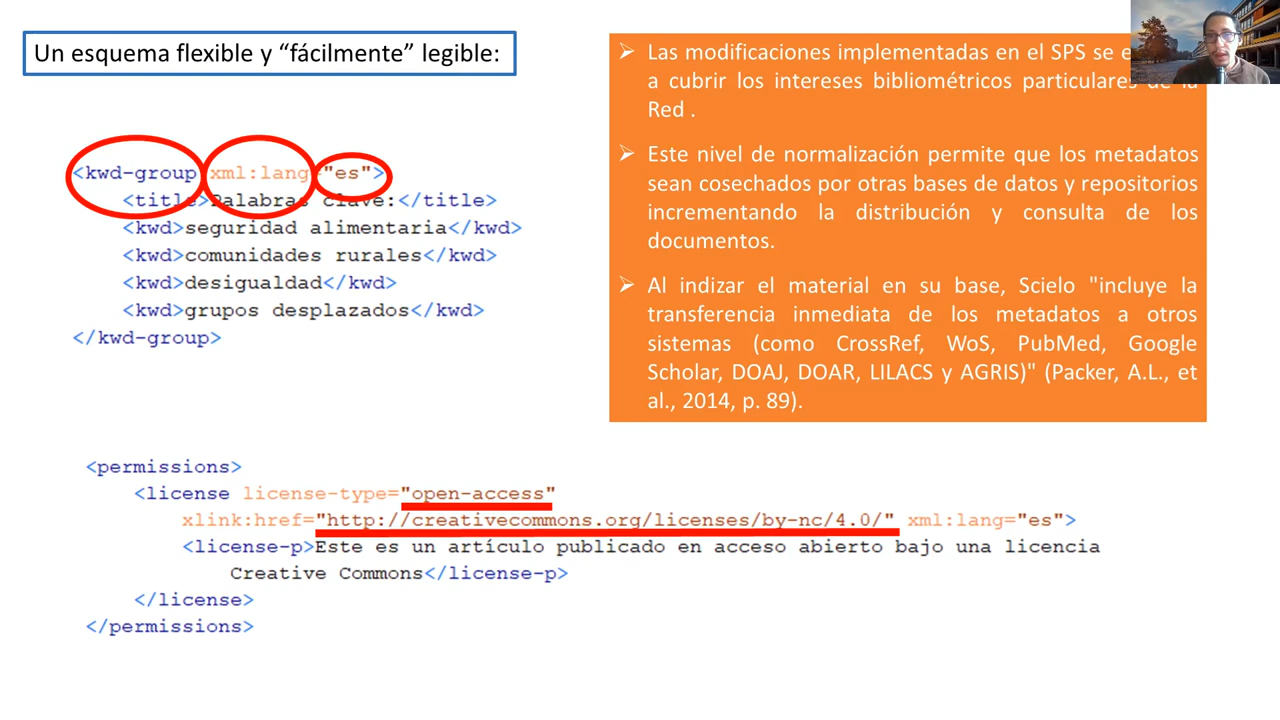 Un esquema flexible y “fácilmente” legible:
<kwd-group xml:lang="es">
<title>Palabras clave:</title>
<kwd>seguridad alimentaria</kwd>
<kwd>comunidades rurales</kwd>
<kwd>desigualdad</kwd>
<kwd>grupos desplazados</kwd>
</kwd-group>
➢ Las modificaciones implementadas en el SPS se
a cubrir los intereses bibliométricos particulares de la
Red .
➢ Este nivel de normalización permite que los metadatos
sean cosechados por otras bases de datos y repositorios
incrementando la distribución y consulta de los
documentos.
➢ Al indizar el material en su base, Scielo "incluye la
transferencia inmediata de los metadatos a otros
sistemas (como CrossRef, WoS, PubMed, Google
Scholar, DOAJ, DOAR, LILACS y AGRIS)" (Packer, A.L., et
al., 2014, p. 89).
<permissions>
<license license-type="open-access"
xlink:href="http://creativecommons.org/licenses/by-nc/4.0/" xml:lang="es">
<license-p>Este es un artículo publicado en acceso abierto bajo una licencia
Creative Commons</license-p>
</license>
</permissions>